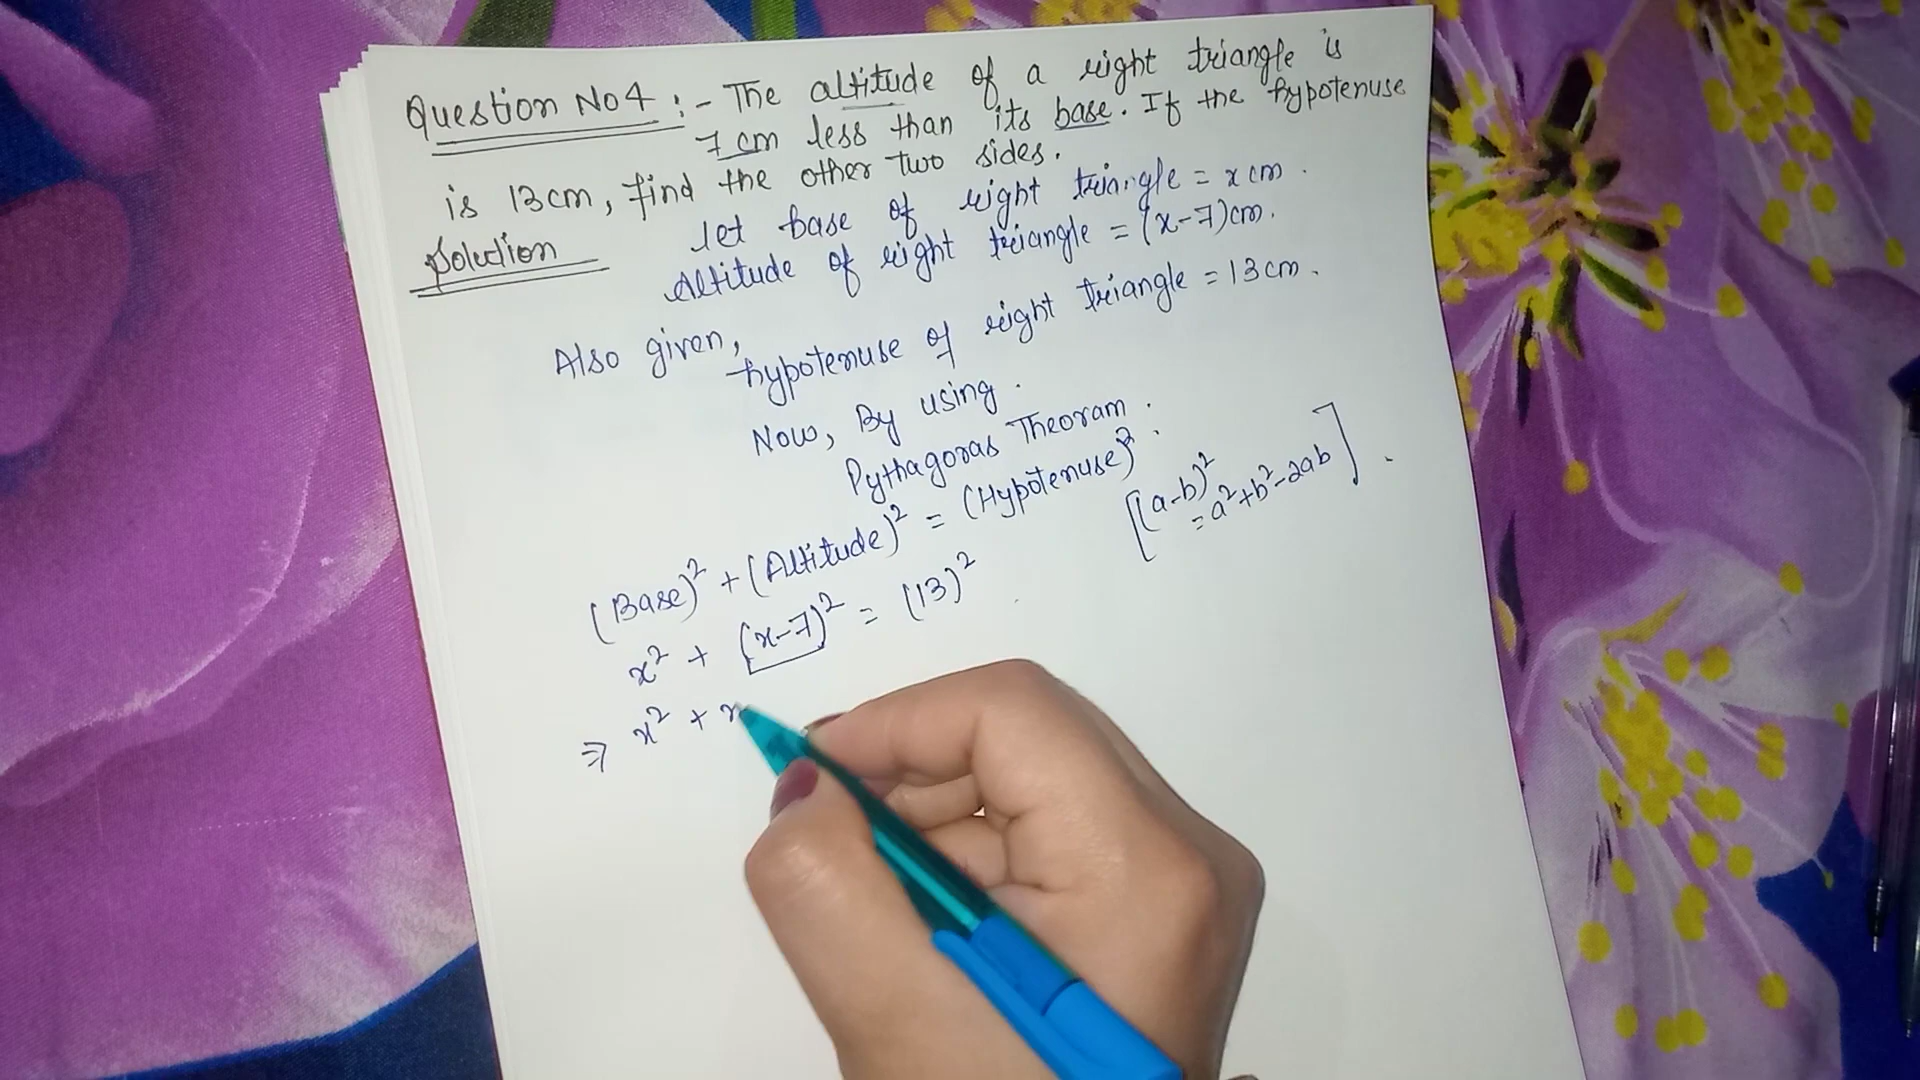 Question No 4 :- The altitude of a right triangle is
7 cm less than its base. If the hypotenuse
is 13cm, find the other two sides.
Solution let base of right triangle = x cm.
Altitude of right triangle = (x-7)cm.
Also given,
hypotenuse of right triangle = 13cm.
Now, By using.
Pythagoras Theoram.
(Base)² + (Altitude)² = (Hypotenuse)².
[(a-b)²
= a²+b²-2ab].
x² + (x-7)² = (13)²
⇒ x² + x